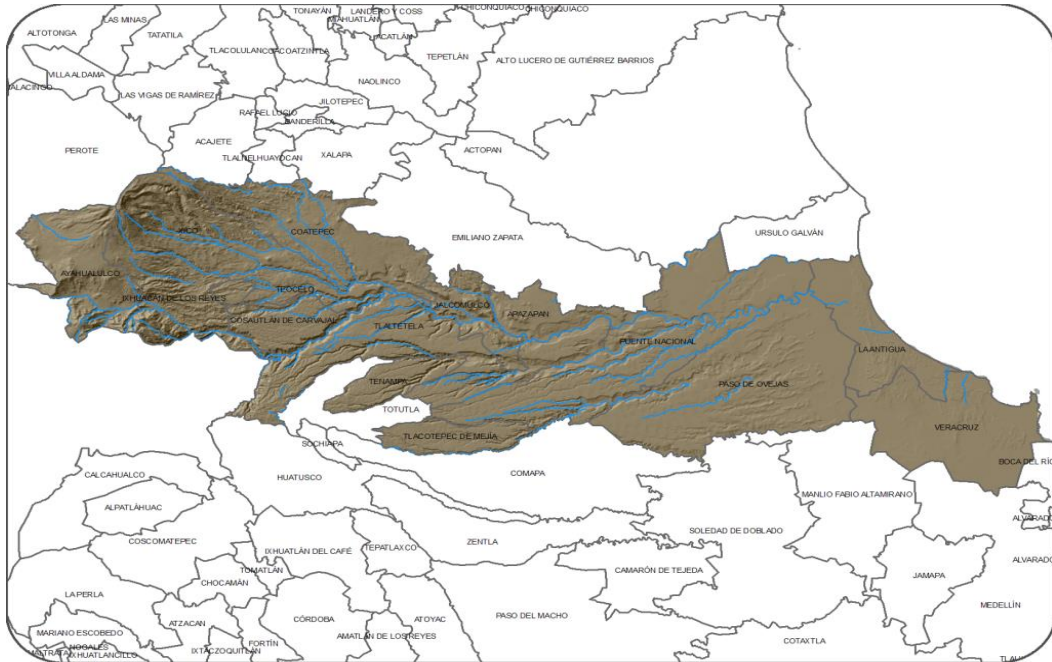 TONAYÁN
LANDERO Y COSS
CHICONQUIACO
LAS MINAS
MIAHUATLÁN
ALTOTONGA
TATATILA
ACATLÁN
TLACOLULAN
COACOATZINTLA
TEPETLÁN
ALTO LUCERO DE GUTIÉRREZ BARRIOS
VILLA ALDAMA
NAOLINCO
JALACINGO
LAS VIGAS DE RAMÍREZ
JILOTEPEC
RAFAEL LUCIO
BANDERILLA
ACAJETE
PEROTE
TLALNELHUAYOCAN
XALAPA
ACTOPAN
XICO
COATEPEC
EMILIANO ZAPATA
URSULO GALVÁN
AYAHUALULCO
TEOCELO
IXHUACÁN DE LOS REYES
JALCOMULCO
APAZAPAN
COSAUTLÁN DE CARVAJAL
TLALTETELA
PUENTE NACIONAL
LA ANTIGUA
TENAMPA
PASO DE OVEJAS
TOTUTLA
VERACRUZ
TLACOTEPEC DE MEJÍA
SOCHIAPA
BOCA DEL RÍO
CALCAHUALCO
HUATUSCO
COMAPA
MANLIO FABIO ALTAMIRANO
ALPATLÁHUAC
ALVARADO
SOLEDAD DE DOBLADO
COSCOMATEPEC
ZENTLA
IXHUATLÁN DEL CAFÉ
TEPATLAXCO
ALVARADO
TOMATLÁN
CAMARÓN DE TEJEDA
JAMAPA
CHOCAMÁN
LA PERLA
MEDELLÍN
ATZACAN
CÓRDOBA
ATOYAC
PASO DEL MACHO
MARIANO ESCOBEDO
AMATLÁN DE LOS REYES
COTAXTLA
FORTÍN
NOGALES
IXTACZOQUITLÁN
MALTRATA
IXHUATLANCILLO